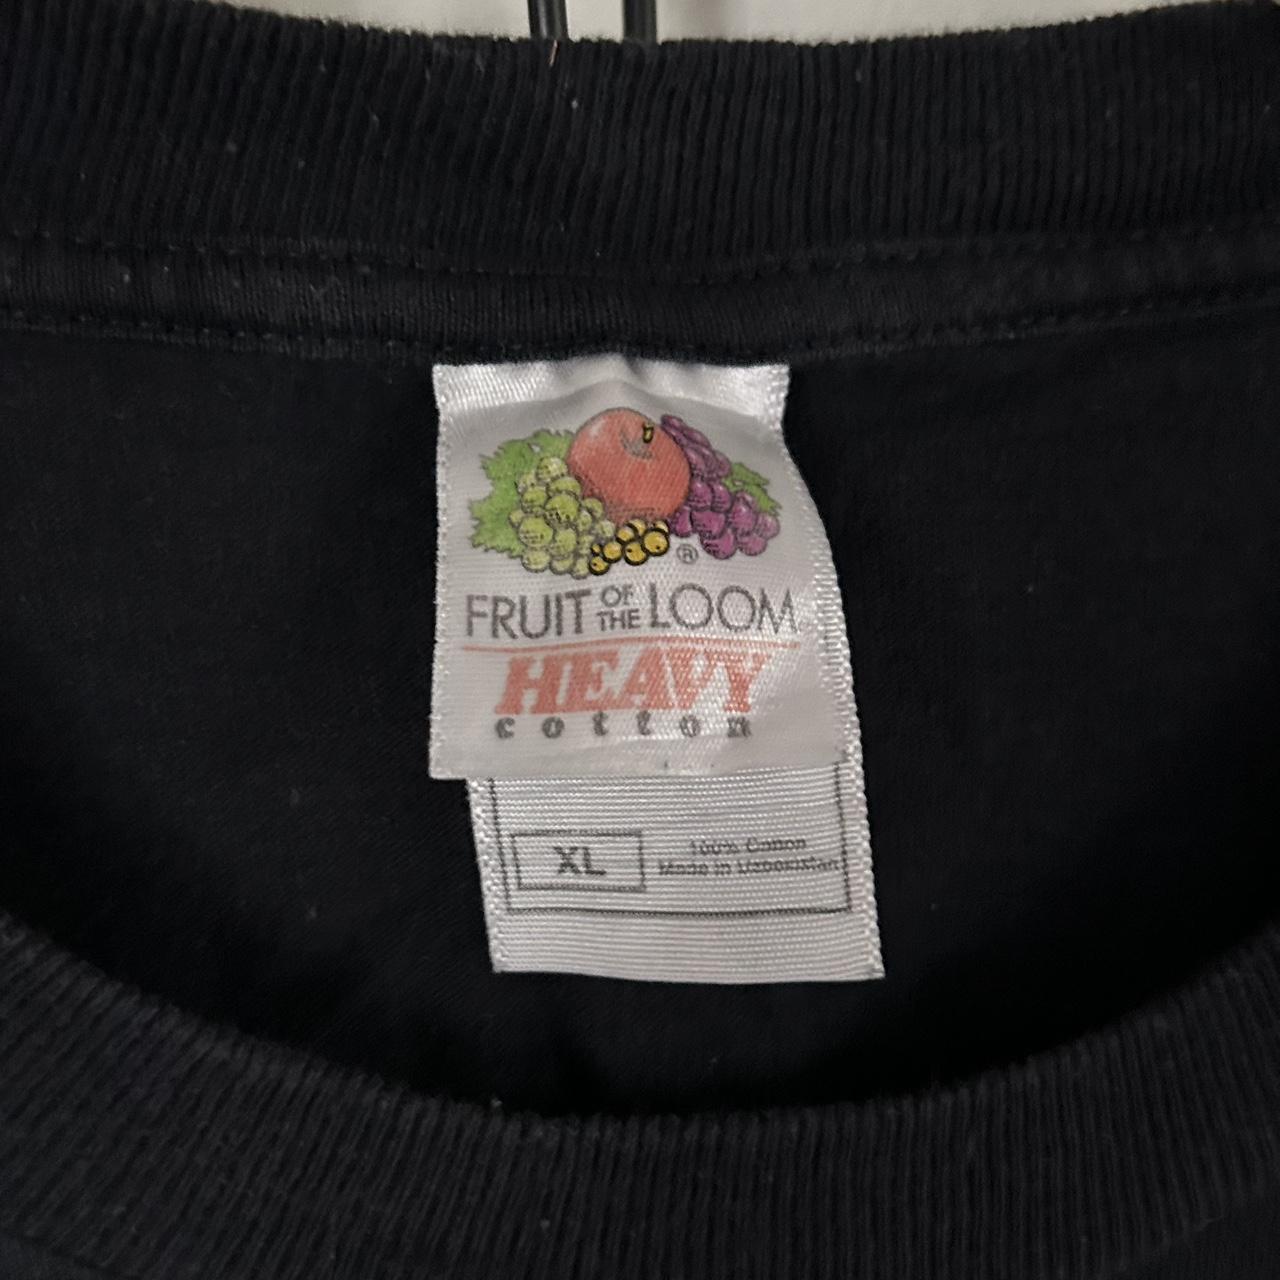 ®
FRUIT OF THE LOOM
HEAVY
cotton
XL
100% Cotton
Made in Uzbekistan